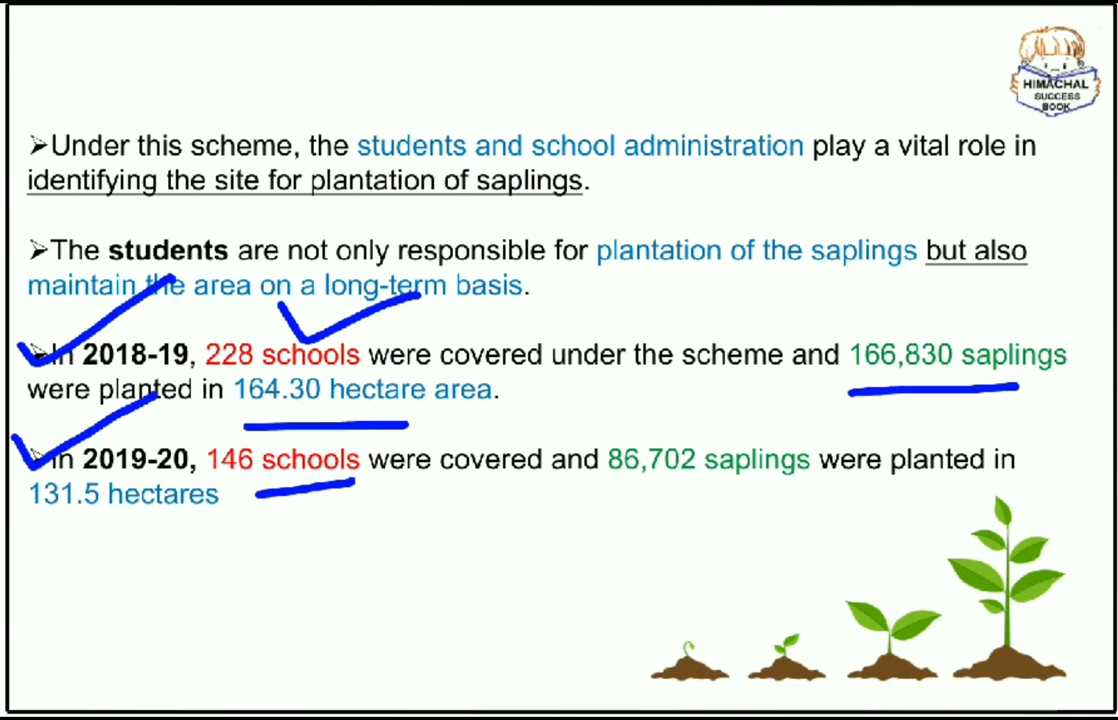 HIMACHAL
SUCCESS
BOOK
➢Under this scheme, the students and school administration play a vital role in
identifying the site for plantation of saplings.
➢The students are not only responsible for plantation of the saplings but also
maintain the area on a long-term basis.
➢In 2018-19, 228 schools were covered under the scheme and 166,830 saplings
were planted in 164.30 hectare area.
➢In 2019-20, 146 schools were covered and 86,702 saplings were planted in
131.5 hectares